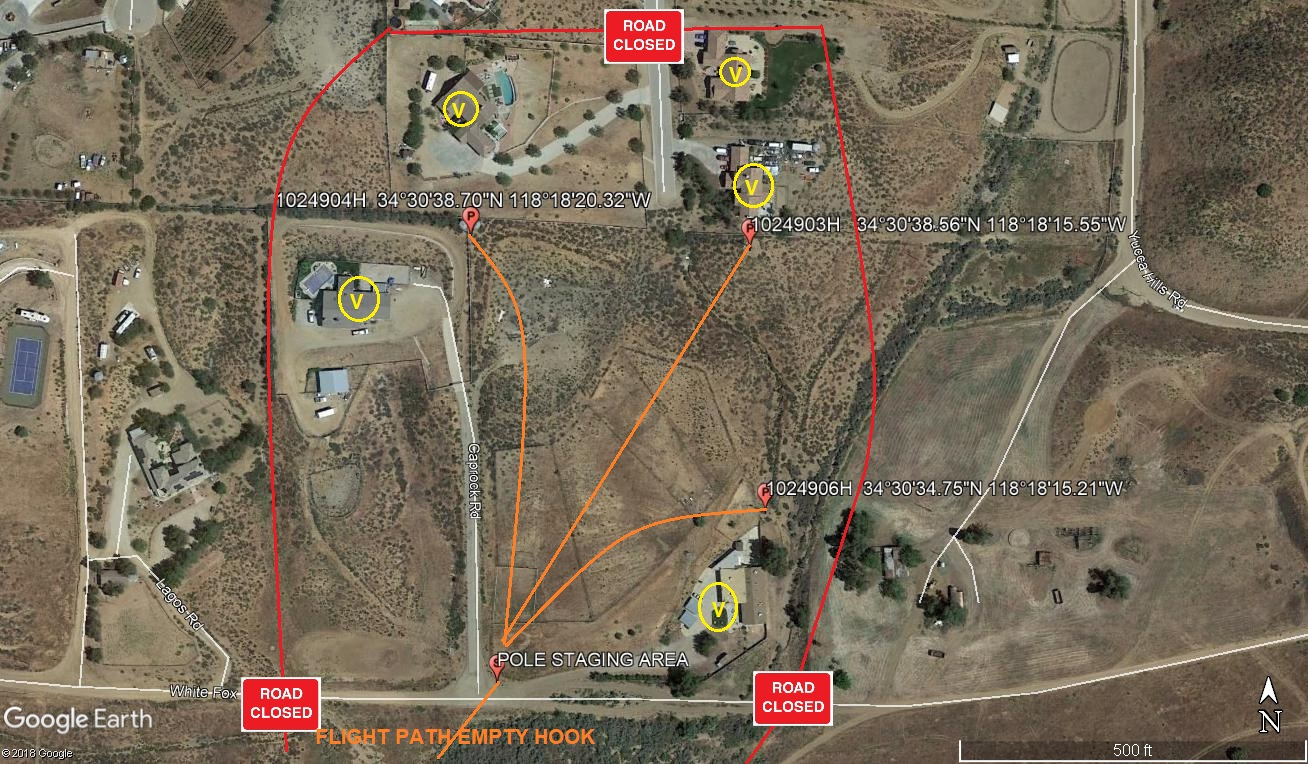 ROAD
CLOSED
V
V
V
1024904H 34°30'38.70"N 118°18'20.32"W
P
1024903H 34°30'38.56"N 118°18'15.55"W
P
Yucca Hills Rd
V
Caprock Rd
1024906H 34°30'34.75"N 118°18'15.21"W
P
Lagos Rd
V
POLE STAGING AREA
White Fox
ROAD
CLOSED
ROAD
CLOSED
Google Earth
FLIGHT PATH EMPTY HOOK
N
©2018 Google
500 ft